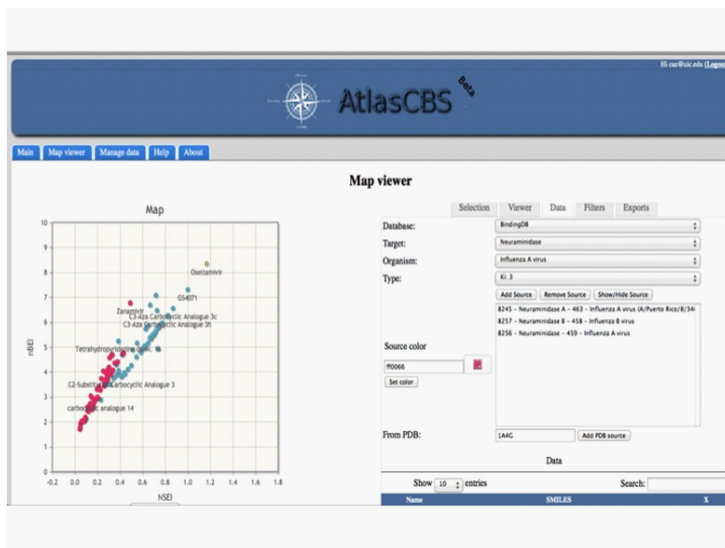 Hi car@uic.edu (Logout
AtlasCBS Beta
Main Map viewer Manage data Help About
Map viewer
Selection Viewer Data Filters Exports
Map
Database: BindingDB
Target: Neuraminidase
Organism: Influenza A virus
Type: Ki: 3
Add Source Remove Source Show/Hide Source
8245 - Neuraminidase A - 463 - Influenza A virus (A/Puerto Rico/8/34
8257 - Neuraminidase B - 458 - Influenza B virus
8256 - Neuraminidase - 459 - Influenza A virus
Source color
ff0066
Set color
From PDB: 1A4G Add PDB source
Data
Show 10 entries Search:
Name SMILES X
nBEI
10
9
8
7
6
5
4
3
2
1
0
Oseltamivir
GS4071
Zanamivir
C3-Aza Carbocyclic Analogue 3c
C3-Aza Carbocyclic Analogue 3h
Tetrahydropyridazine
C2-Substituted Carbocyclic Analogue 3
carbocyclic analogue 14
-0.2 0.0 0.2 0.4 0.6 0.8 1.0 1.2 1.4 1.6 1.8
NSEI